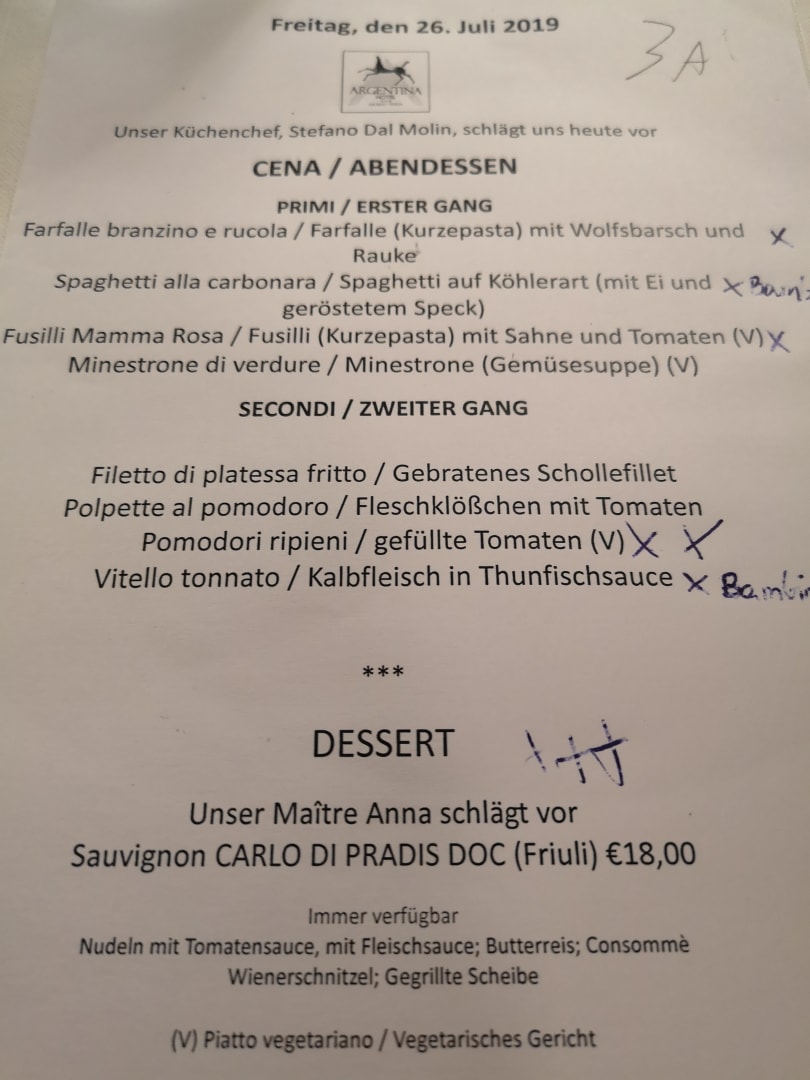 Freitag, den 26. Juli 2019
3 A
ARGENTINA
Unser Küchenchef, Stefano Dal Molin, schlägt uns heute vor
CENA / ABENDESSEN
PRIMI / ERSTER GANG
Farfalle branzino e rucola / Farfalle (Kurzepasta) mit Wolfsbarsch und X
Rauke
Spaghetti alla carbonara / Spaghetti auf Köhlerart (mit Ei und X
geröstetem Speck)
Fusilli Mamma Rosa / Fusilli (Kurzepasta) mit Sahne und Tomaten (V) X
Minestrone di verdure / Minestrone (Gemüsesuppe) (V)
SECONDI / ZWEITER GANG
Filetto di platessa fritto / Gebratenes Schollefillet
Polpette al pomodoro / Fleschklößchen mit Tomaten
Pomodori ripieni / gefüllte Tomaten (V) X X
Vitello tonnato / Kalbfleisch in Thunfischsauce X Bambin
***
DESSERT
Unser Maître Anna schlägt vor
Sauvignon CARLO DI PRADIS DOC (Friuli) €18,00
Immer verfügbar
Nudeln mit Tomatensauce, mit Fleischsauce; Butterreis; Consommè
Wienerschnitzel; Gegrillte Scheibe
(V) Piatto vegetariano / Vegetarisches Gericht